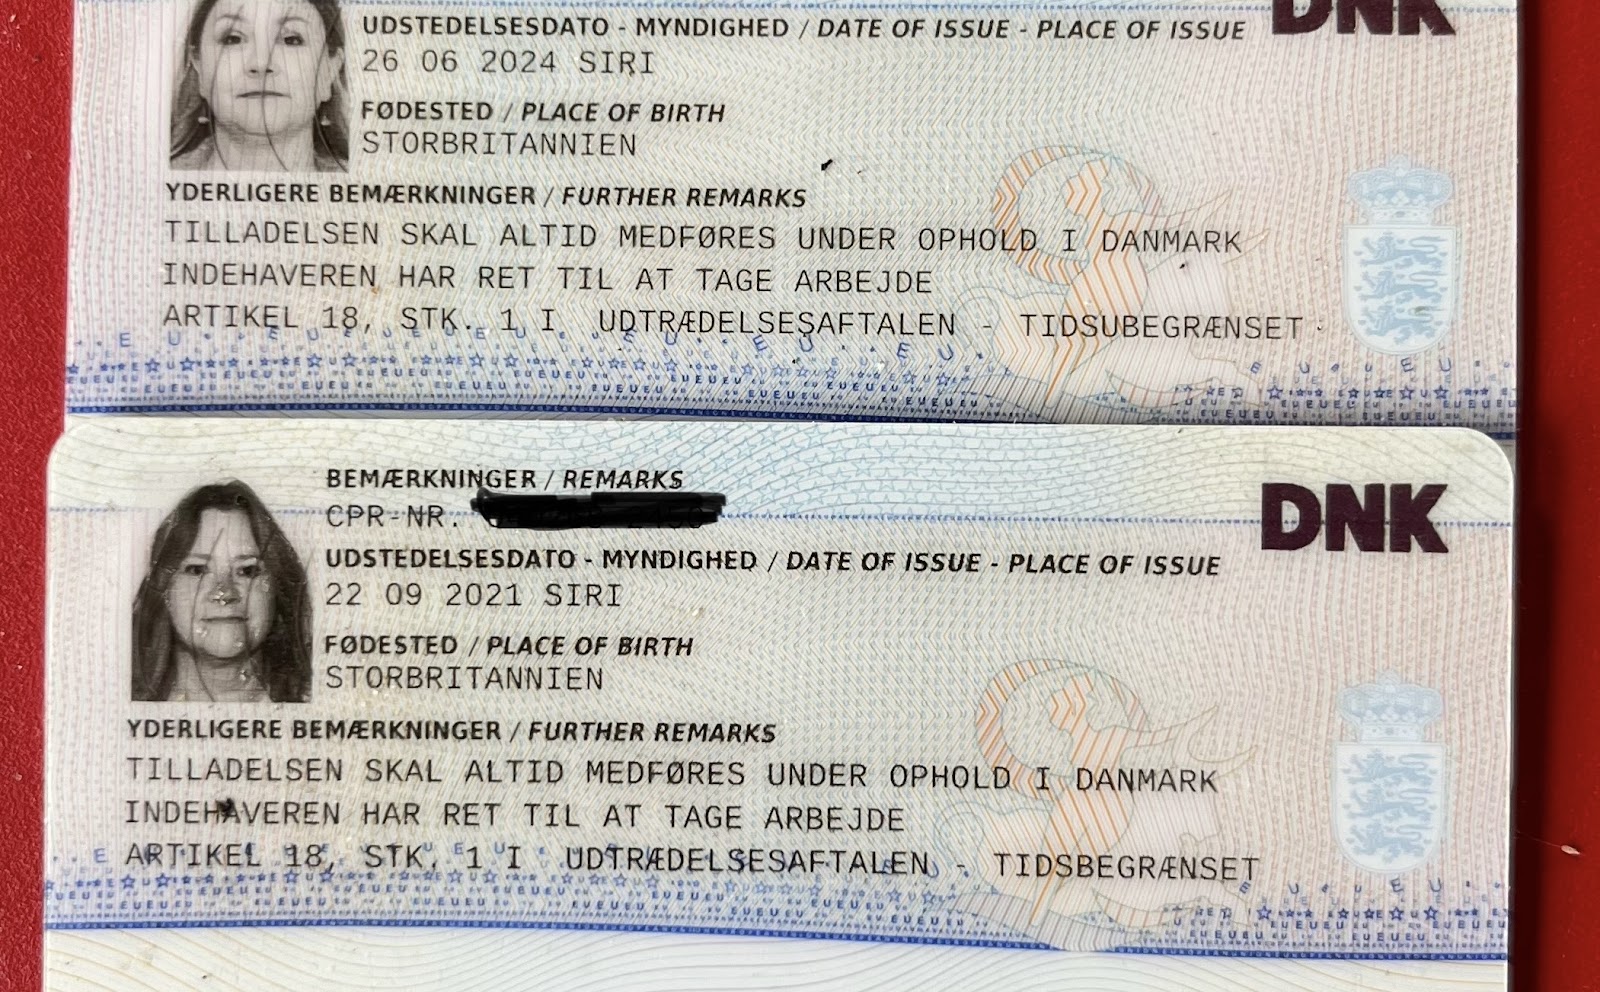 UDSTEDELSESDATO - MYNDIGHED / DATE OF ISSUE - PLACE OF ISSUE
DNK
26 06 2024 SIRI
FØDESTED / PLACE OF BIRTH
STORBRITANNIEN
YDERLIGERE BEMÆRKNINGER / FURTHER REMARKS
TILLADELSEN SKAL ALTID MEDFØRES UNDER OPHOLD I DANMARK
INDEHAVEREN HAR RET TIL AT TAGE ARBEJDE
ARTIKEL 18, STK. 1 I UDTRÆDELSESAFTALEN - TIDSUBEGRÆNSET
BEMÆRKNINGER / REMARKS
CPR-NR.
DNK
UDSTEDELSESDATO - MYNDIGHED / DATE OF ISSUE - PLACE OF ISSUE
22 09 2021 SIRI
FØDESTED / PLACE OF BIRTH
STORBRITANNIEN
YDERLIGERE BEMÆRKNINGER / FURTHER REMARKS
TILLADELSEN SKAL ALTID MEDFØRES UNDER OPHOLD I DANMARK
INDEHAVEREN HAR RET TIL AT TAGE ARBEJDE
ARTIKEL 18, STK. 1 I UDTRÆDELSESAFTALEN - TIDSBEGRÆNSET